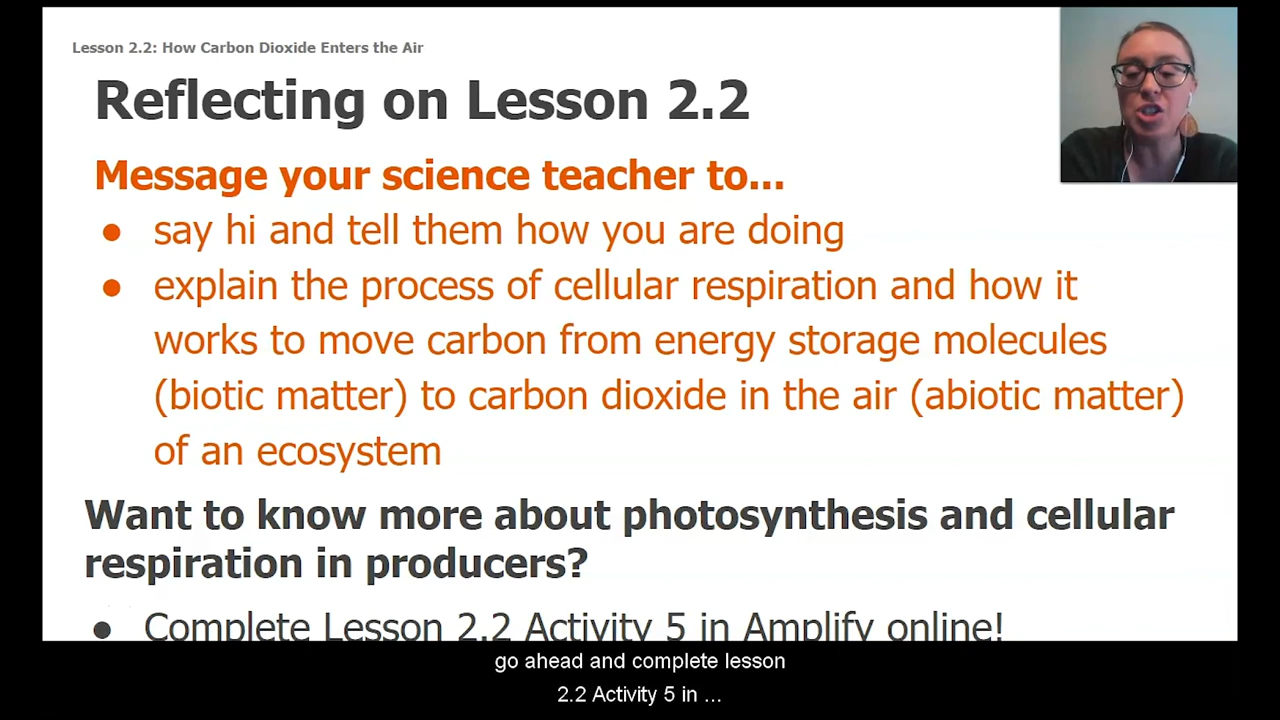 Lesson 2.2: How Carbon Dioxide Enters the Air
Reflecting on Lesson 2.2
Message your science teacher to...
● say hi and tell them how you are doing
● explain the process of cellular respiration and how it
works to move carbon from energy storage molecules
(biotic matter) to carbon dioxide in the air (abiotic matter)
of an ecosystem
Want to know more about photosynthesis and cellular
respiration in producers?
● Complete Lesson 2.2 Activity 5 in Amplify online!
go ahead and complete lesson
2.2 Activity 5 in ...